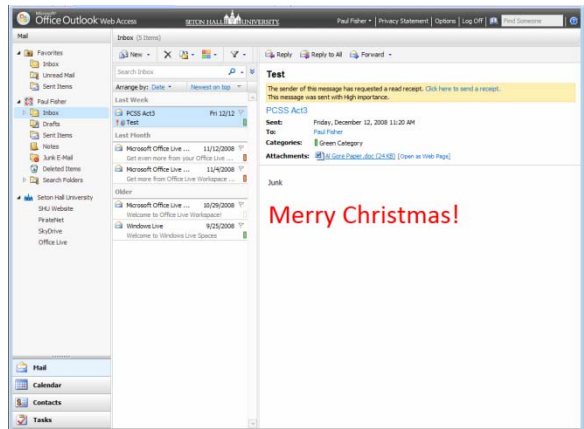 Microsoft
Office Outlook Web Access
SETON HALL UNIVERSITY
Paul Fisher
Privacy Statement
Options
Log Off
Find Someone
Mail
Inbox (5 Items)
Favorites
Inbox
Unread Mail
Sent Items
Paul Fisher
Inbox
Drafts
Sent Items
Notes
Junk E-Mail
Deleted Items
Search Folders
Seton Hall University
SHU Website
PirateNet
SkyDrive
Office Live
Mail
Calendar
Contacts
Tasks
New
Search Inbox
Arrange by: Date Newest on top
Last Week
PCSS Act3 Fri 12/12
Test
Last Month
Microsoft Office Live ... 11/12/2008
Get even more from your Office Live ...
Microsoft Office Live ... 11/4/2008
Get more from Office Live Workspace ...
Older
Microsoft Office Live ... 10/29/2008
Welcome to Office Live Workspace!
Windows Live 9/25/2008
Welcome to Windows Live Spaces
Reply Reply to All Forward
Test
The sender of this message has requested a read receipt. Click here to send a receipt.
This message was sent with High importance.
PCSS Act3
Sent: Friday, December 12, 2008 11:20 AM
To: Paul Fisher
Categories: Green Category
Attachments: Al Gore Paper.doc (24 KB) [Open as Web Page]
Junk
Merry Christmas!